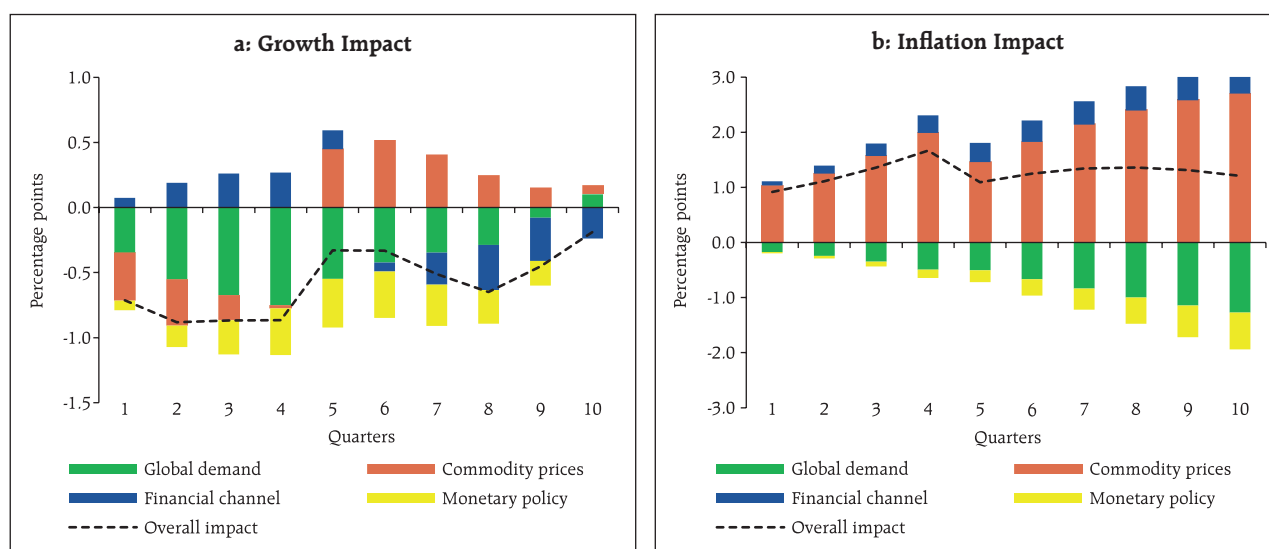 a: Growth Impact
Percentage points
1.0
0.5
0.0
-0.5
-1.0
-1.5
1 2 3 4 5 6 7 8 9 10
Quarters
Global demand
Commodity prices
Financial channel
Monetary policy
Overall impact
b: Inflation Impact
Percentage points
3.0
2.0
1.0
0.0
-1.0
-2.0
-3.0
1 2 3 4 5 6 7 8 9 10
Quarters
Global demand
Commodity prices
Financial channel
Monetary policy
Overall impact